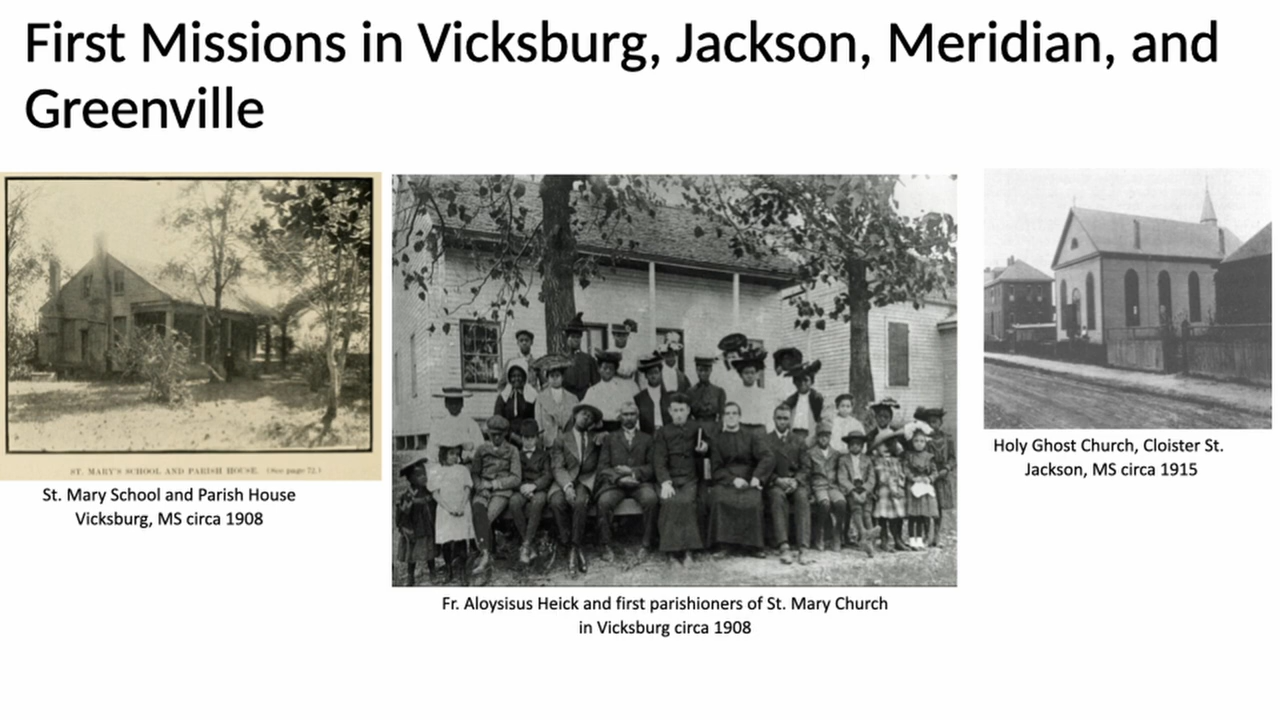 First Missions in Vicksburg, Jackson, Meridian, and
Greenville
ST. MARY'S SCHOOL AND PARISH HOUSE. (See page 72.)
St. Mary School and Parish House
Vicksburg, MS circa 1908
Fr. Aloysisus Heick and first parishioners of St. Mary Church
in Vicksburg circa 1908
Holy Ghost Church, Cloister St.
Jackson, MS circa 1915